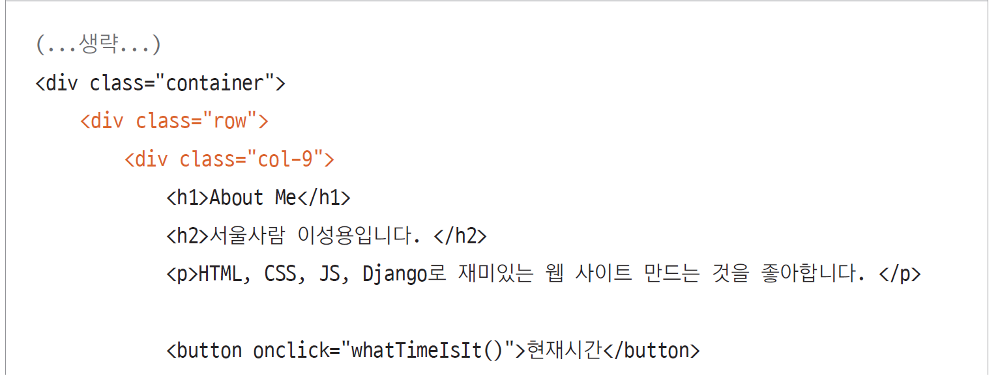 (...생략...)
<div class="container">
<div class="row">
<div class="col-9">
<h1>About Me</h1>
<h2>서울사람 이성용입니다. </h2>
<p>HTML, CSS, JS, Django로 재미있는 웹 사이트 만드는 것을 좋아합니다. </p>
<button onclick="whatTimeIsIt()">현재시간</button>